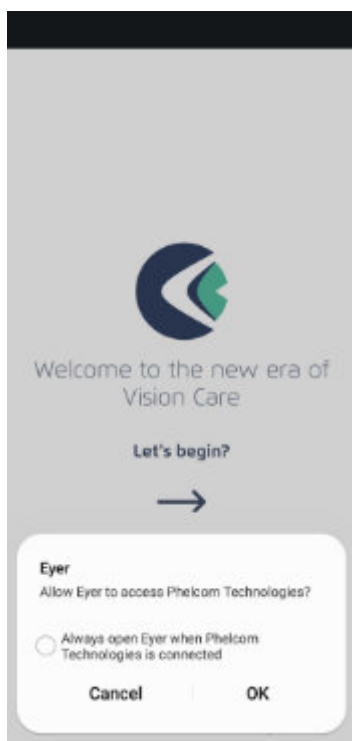 Welcome to the new era of
Vision Care
Let's begin?
Eyer
Allow Eyer to access Phelcom Technologies?
Always open Eyer when Phelcom
Technologies is connected
Cancel
OK